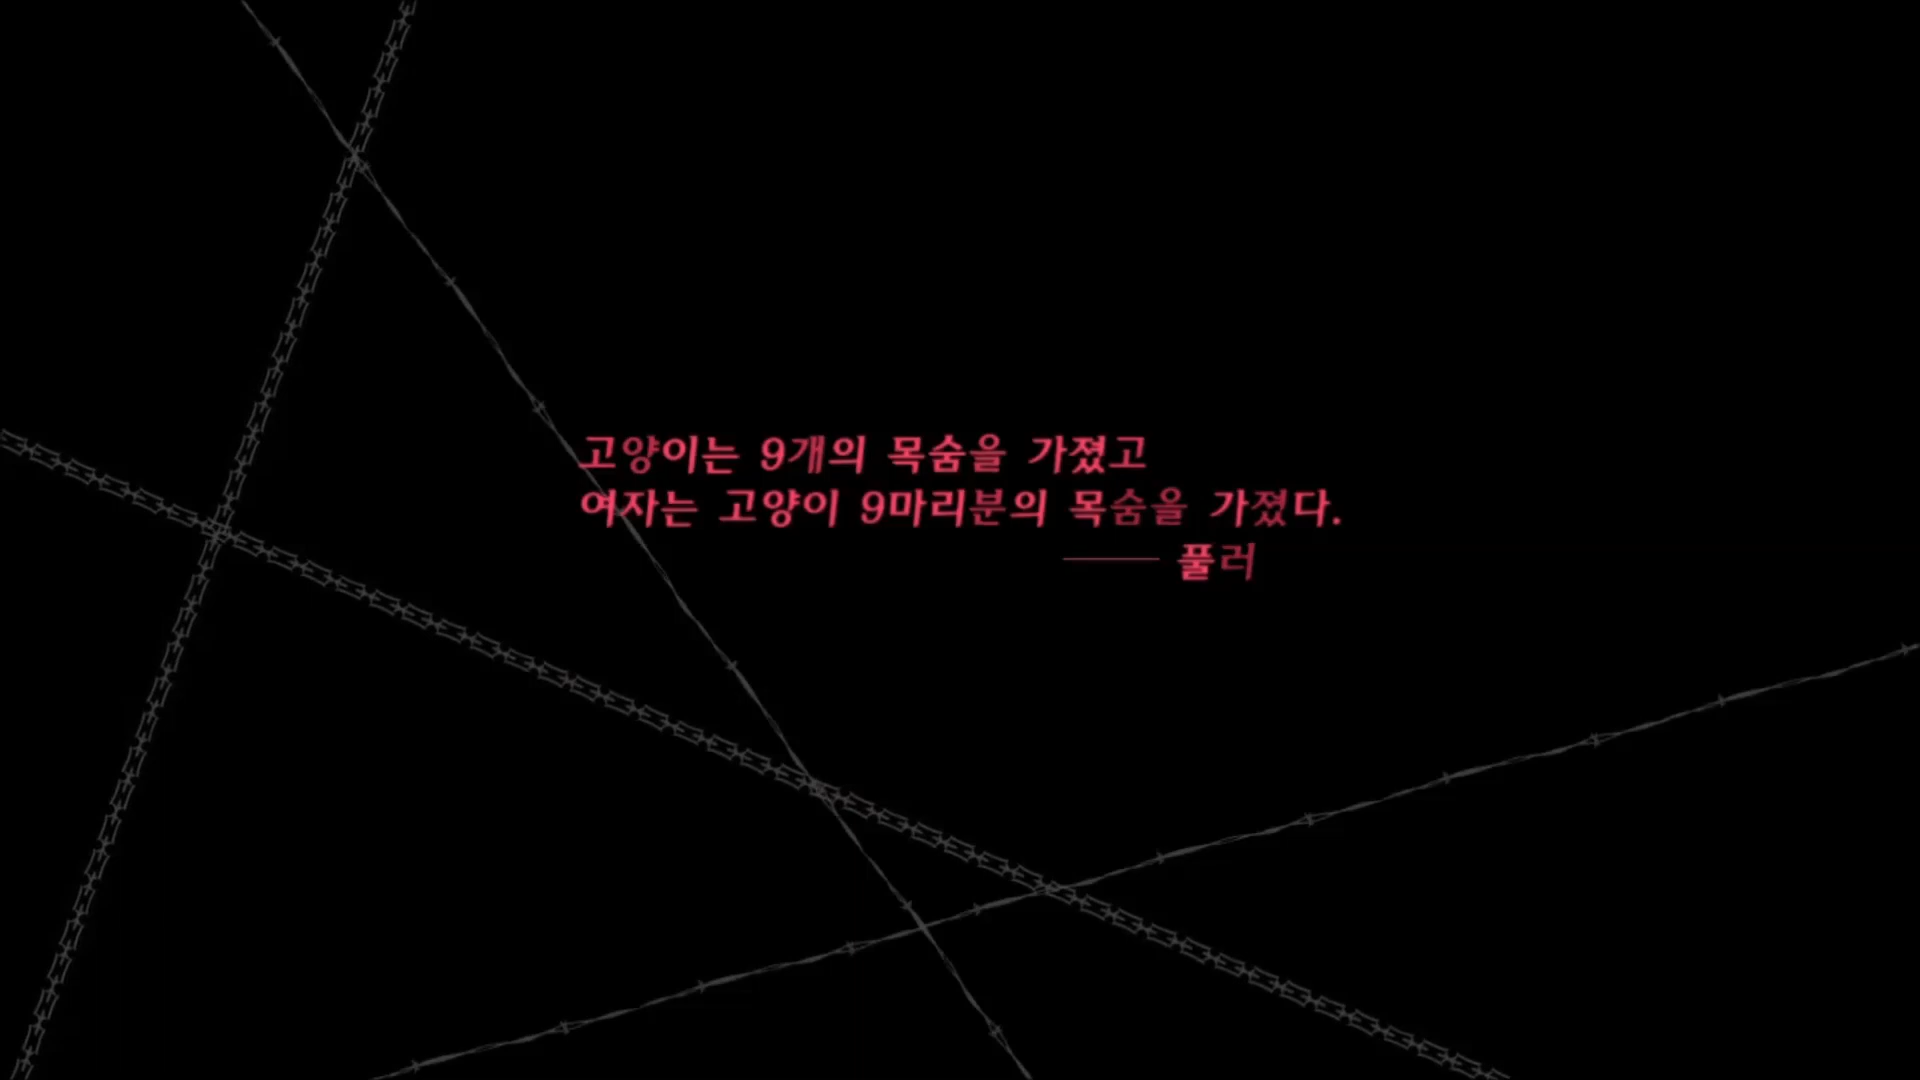 고양이는 9개의 목숨을 가졌고
여자는 고양이 9마리분의 목숨을 가졌다.
―― 풀러